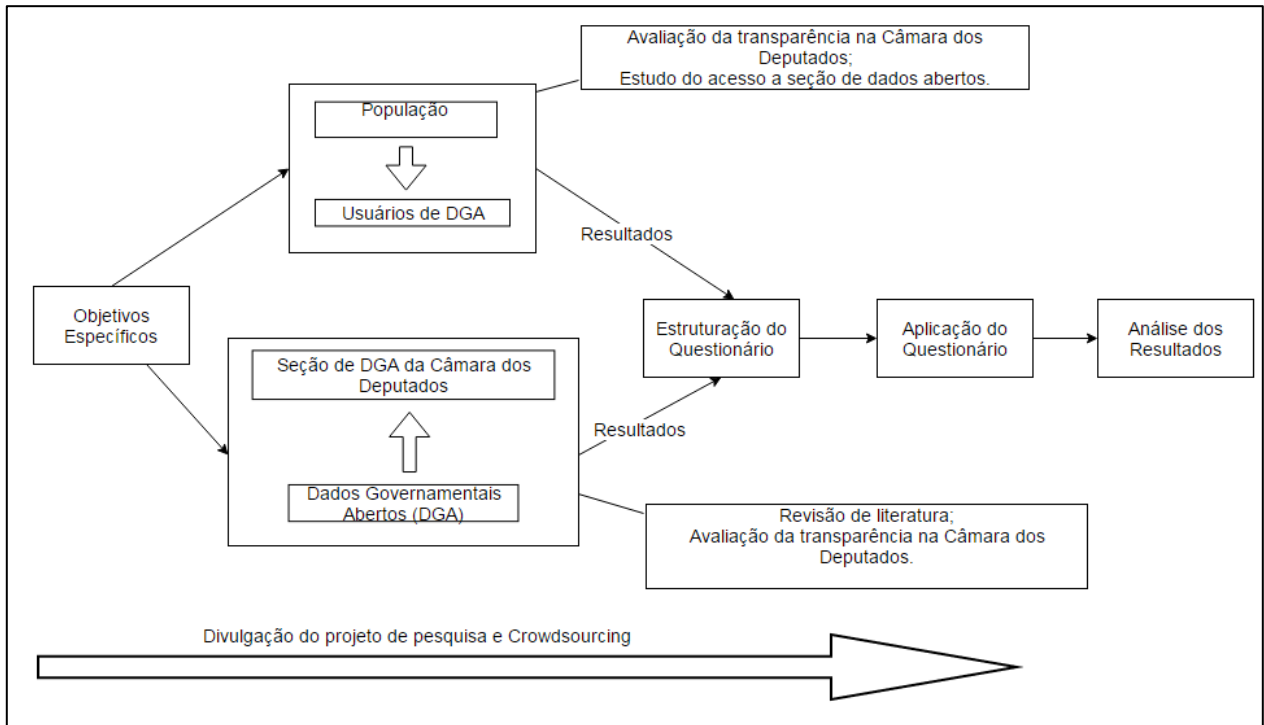 Avaliação da transparência na Câmara dos
Deputados;
Estudo do acesso a seção de dados abertos.
População
Usuários de DGA
Resultados
Objetivos
Específicos
Estruturação do
Questionário
Aplicação do
Questionário
Análise dos
Resultados
Seção de DGA da Câmara dos
Deputados
Resultados
Dados Governamentais
Abertos (DGA)
Revisão de literatura;
Avaliação da transparência na Câmara dos
Deputados.
Divulgação do projeto de pesquisa e Crowdsourcing